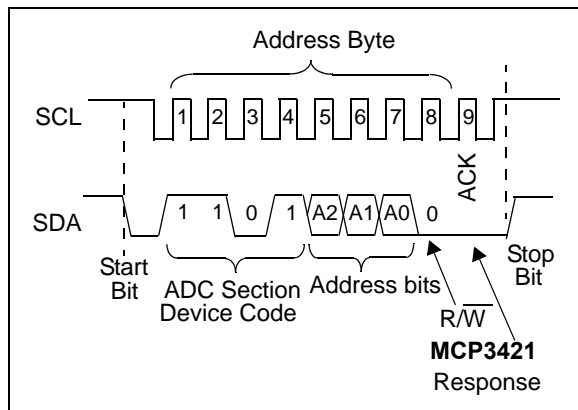 Address Byte
SCL
1 2 3 4 5 6 7 8 9
ACK
SDA
1 1 0 1 A2 A1 A0 0
Start
Bit
ADC Section
Device Code
Address bits
Stop
Bit
R/W̅
MCP3421
Response